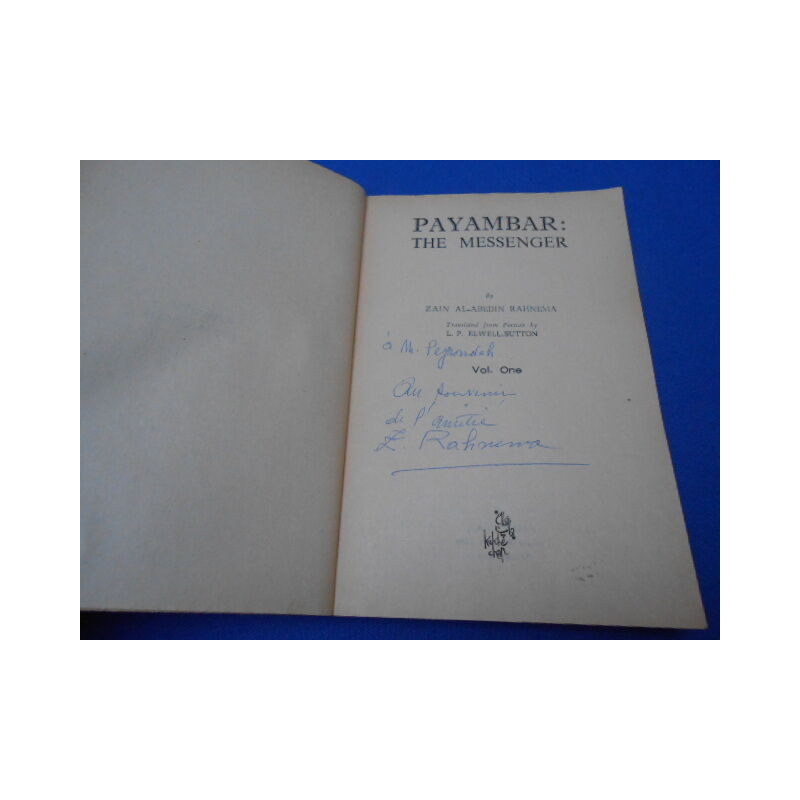 PAYAMBAR:
THE MESSENGER
By
ZAIN AL-ABEDIN RAHNEMA
Translated from Persian by
L. P. ELWELL-SUTTON
à M.
Vol. One
Au souvenir
de l'amitié
Z. Rahnema